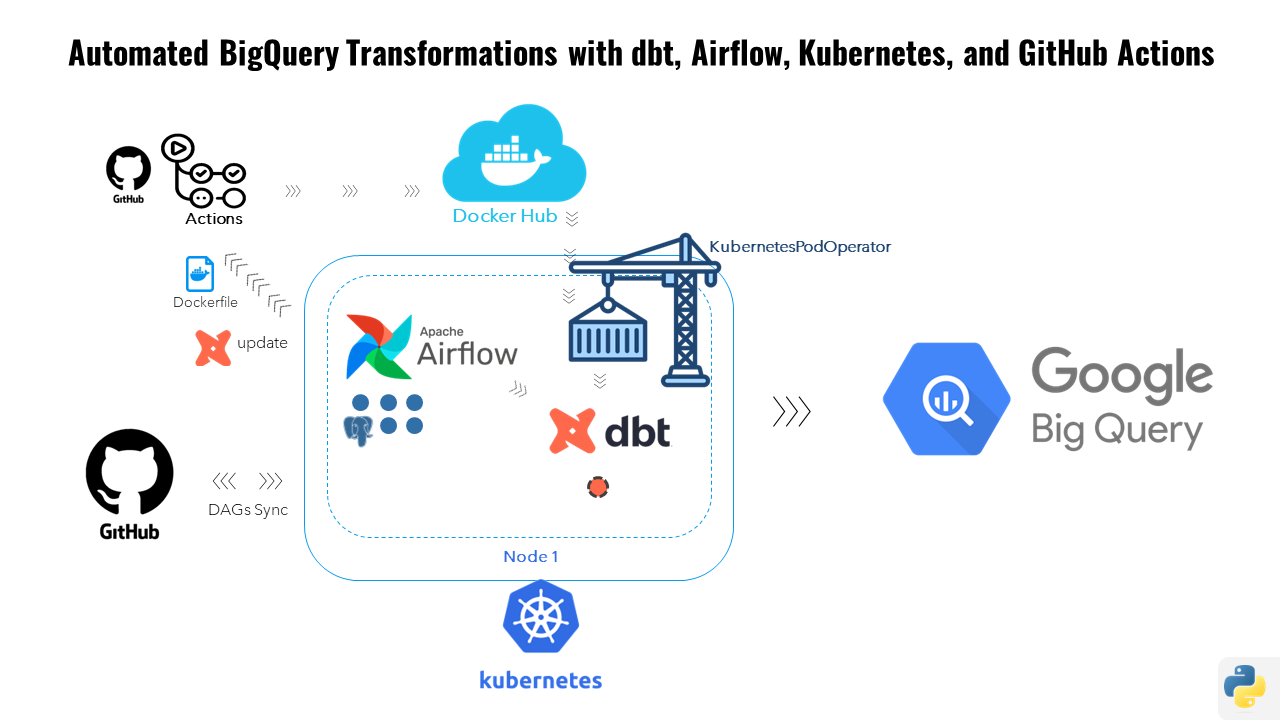 Automated BigQuery Transformations with dbt, Airflow, Kubernetes, and GitHub Actions
GitHub
Actions
Docker Hub
KubernetesPodOperator
Dockerfile
update
Apache
Airflow
dbt
Google
Big Query
GitHub
DAGs Sync
Node 1
kubernetes